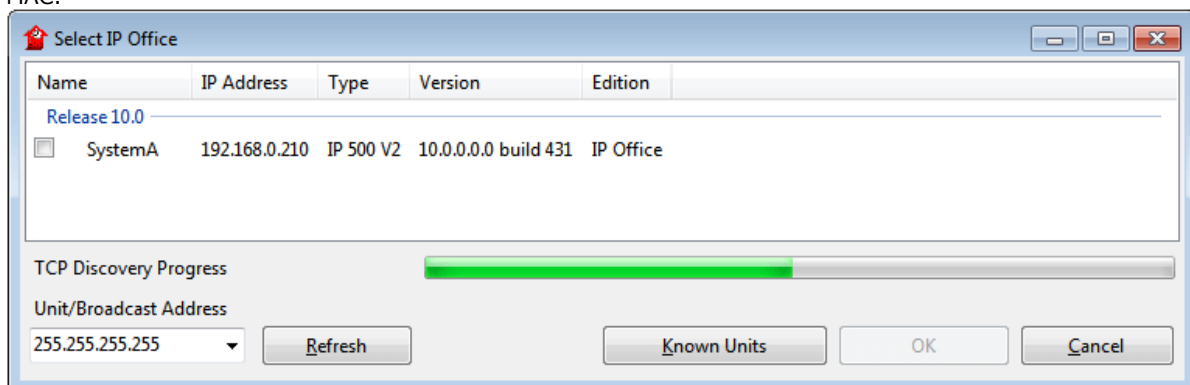 MAC.
Select IP Office
Name IP Address Type Version Edition
Release 10.0
SystemA 192.168.0.210 IP 500 V2 10.0.0.0.0 build 431 IP Office
TCP Discovery Progress
Unit/Broadcast Address
255.255.255.255 Refresh Known Units OK Cancel